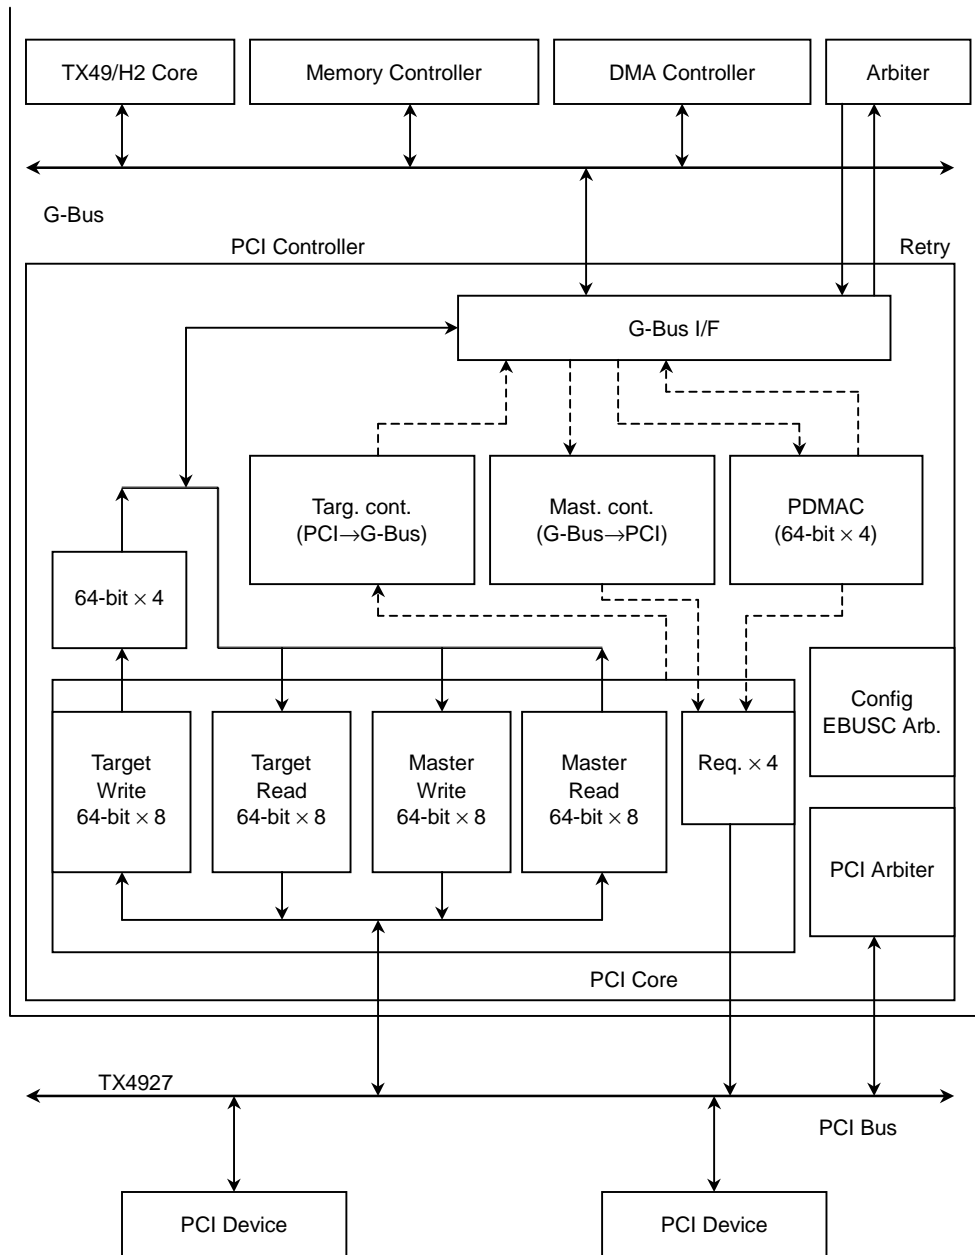 TX49/H2 Core
Memory Controller
DMA Controller
Arbiter
G-Bus
PCI Controller
Retry
G-Bus I/F
Targ. cont.
(PCI→G-Bus)
Mast. cont.
(G-Bus→PCI)
PDMAC
(64-bit × 4)
64-bit × 4
Config
EBUSC Arb.
Target
Write
64-bit × 8
Target
Read
64-bit × 8
Master
Write
64-bit × 8
Master
Read
64-bit × 8
Req. × 4
PCI Arbiter
PCI Core
TX4927
PCI Bus
PCI Device
PCI Device